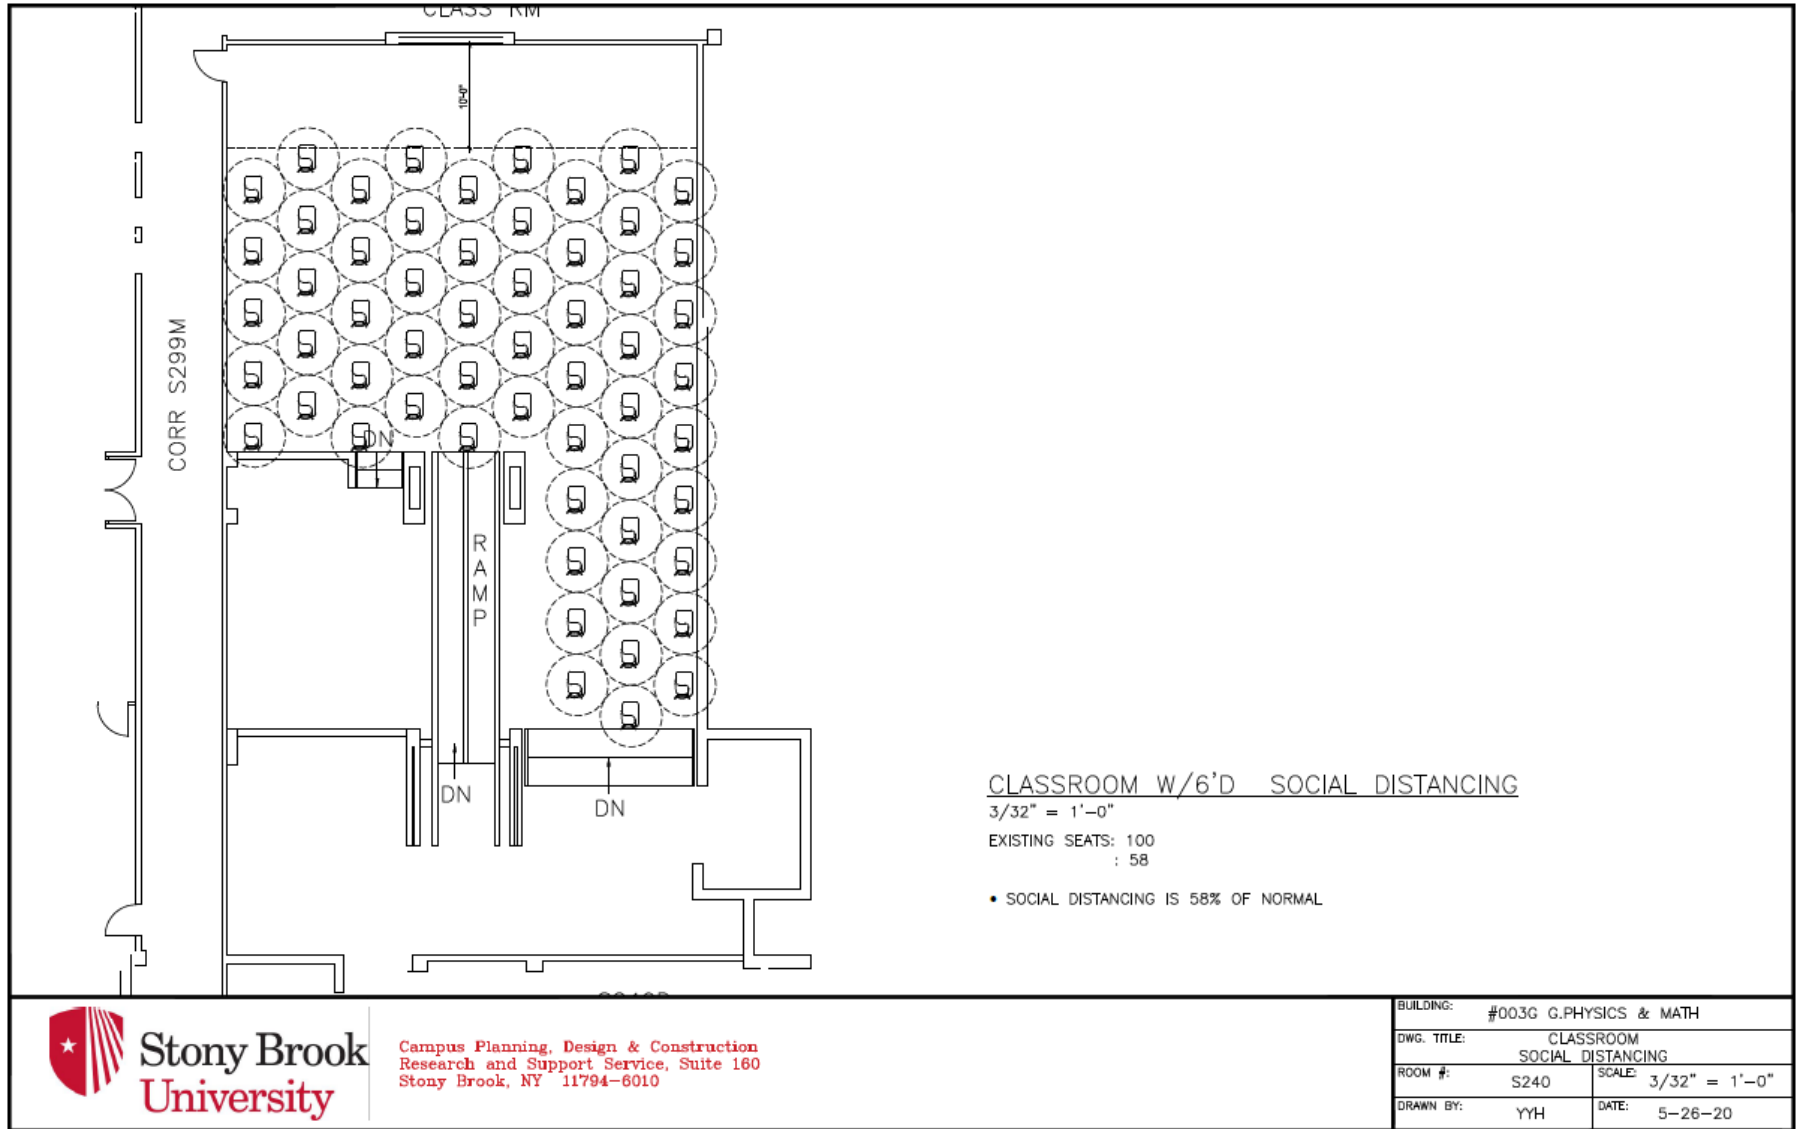 CLASS RM
10'-0"
CORR S299M
DN
RAMP
DN
DN
CLASSROOM W/6'D SOCIAL DISTANCING
3/32" = 1'-0"
EXISTING SEATS: 100
: 58
• SOCIAL DISTANCING IS 58% OF NORMAL
Stony Brook
University
Campus Planning, Design & Construction
Research and Support Service, Suite 160
Stony Brook, NY 11794-6010
BUILDING: #003G G.PHYSICS & MATH
DWG. TITLE: CLASSROOM
SOCIAL DISTANCING
ROOM #: S240
SCALE: 3/32" = 1'-0"
DRAWN BY: YYH
DATE: 5-26-20